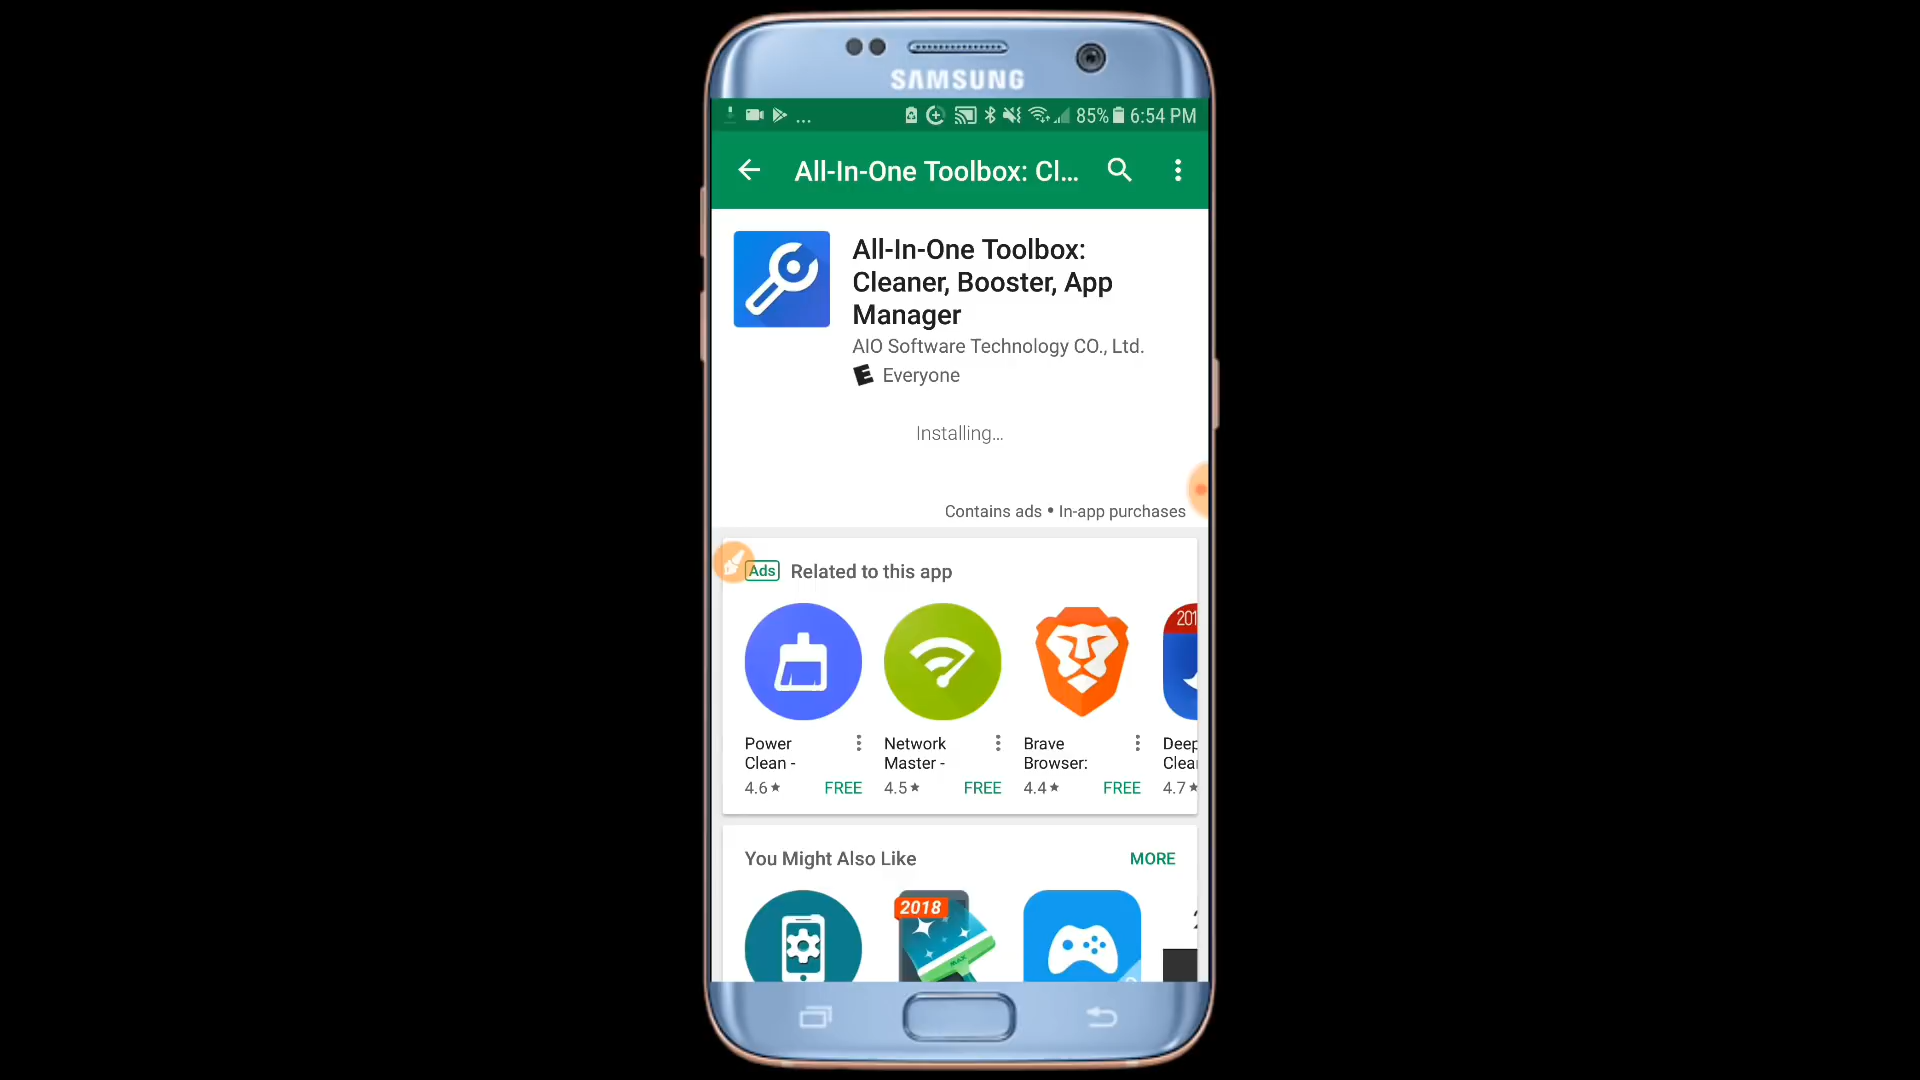 SAMSUNG
... 85% 6:54 PM
All-In-One Toolbox: Cl...
All-In-One Toolbox:
Cleaner, Booster, App
Manager
AIO Software Technology CO., Ltd.
E Everyone
Installing...
Contains ads • In-app purchases
Ads Related to this app
201
Power
Clean -
4.6 ★ FREE
Network
Master -
4.5 ★ FREE
Brave
Browser:
4.4 ★ FREE
Deep
Clea
4.7 ★
You Might Also Like MORE
2018
MAX